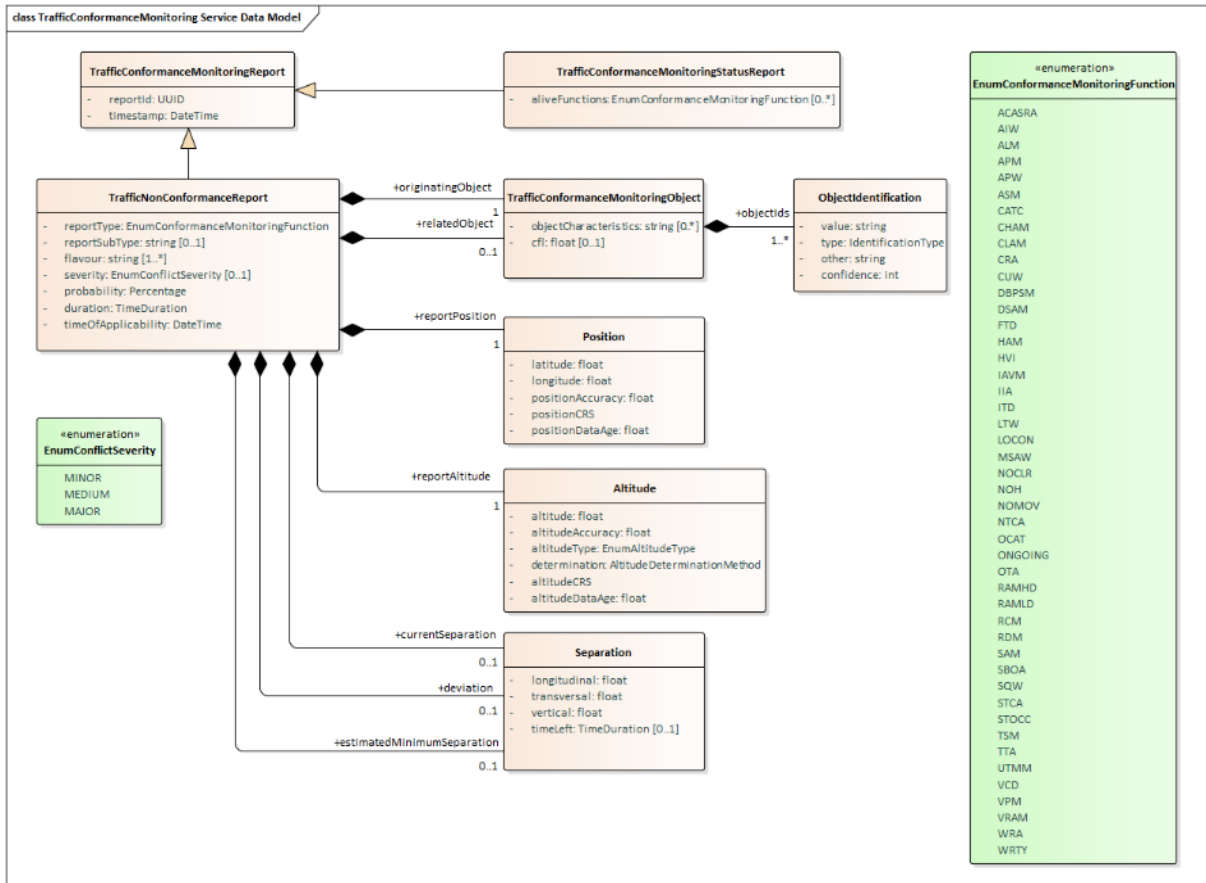 class TrafficConformanceMonitoring Service Data Model
TrafficConformanceMonitoringReport
- reportId: UUID
- timestamp: DateTime
TrafficConformanceMonitoringStatusReport
- aliveFunctions: EnumConformanceMonitoringFunction [0..*]
TrafficNonConformanceReport
- reportType: EnumConformanceMonitoringFunction
- reportSubType: string [0..1]
- flavour: string [1..*]
- severity: EnumConflictSeverity [0..1]
- probability: Percentage
- duration: TimeDuration
- timeOfApplicability: DateTime
+originatingObject
1
+relatedObject
0..1
TrafficConformanceMonitoringObject
- objectCharacteristics: string [0..*]
- cfl: float [0..1]
+objectIds
1..*
ObjectIdentification
- value: string
- type: IdentificationType
- other: string
- confidence: int
+reportPosition
1
Position
- latitude: float
- longitude: float
- positionAccuracy: float
- positionCRS
- positionDataAge: float
«enumeration»
EnumConflictSeverity
MINOR
MEDIUM
MAJOR
+reportAltitude
1
Altitude
- altitude: float
- altitudeAccuracy: float
- altitudeType: EnumAltitudeType
- determination: AltitudeDeterminationMethod
- altitudeCRS
- altitudeDataAge: float
+currentSeparation
0..1
+deviation
0..1
+estimatedMinimumSeparation
0..1
Separation
- longitudinal: float
- transversal: float
- vertical: float
- timeLeft: TimeDuration [0..1]
«enumeration»
EnumConformanceMonitoringFunction
ACASRA
AIW
ALM
APM
APW
ASM
CATC
CHAM
CLAM
CRA
CUW
DBPSM
DSAM
FTD
HAM
HVI
IAVM
IIA
ITD
LTW
LOCON
MSAW
NOCLR
NOH
NOMOV
NTCA
OCAT
ONGOING
OTA
RAMHD
RAMLD
RCM
RDM
SAM
SBOA
SQW
STCA
STOCC
TSM
TTA
UTMM
VCD
VPM
VRAM
WRA
WRTY